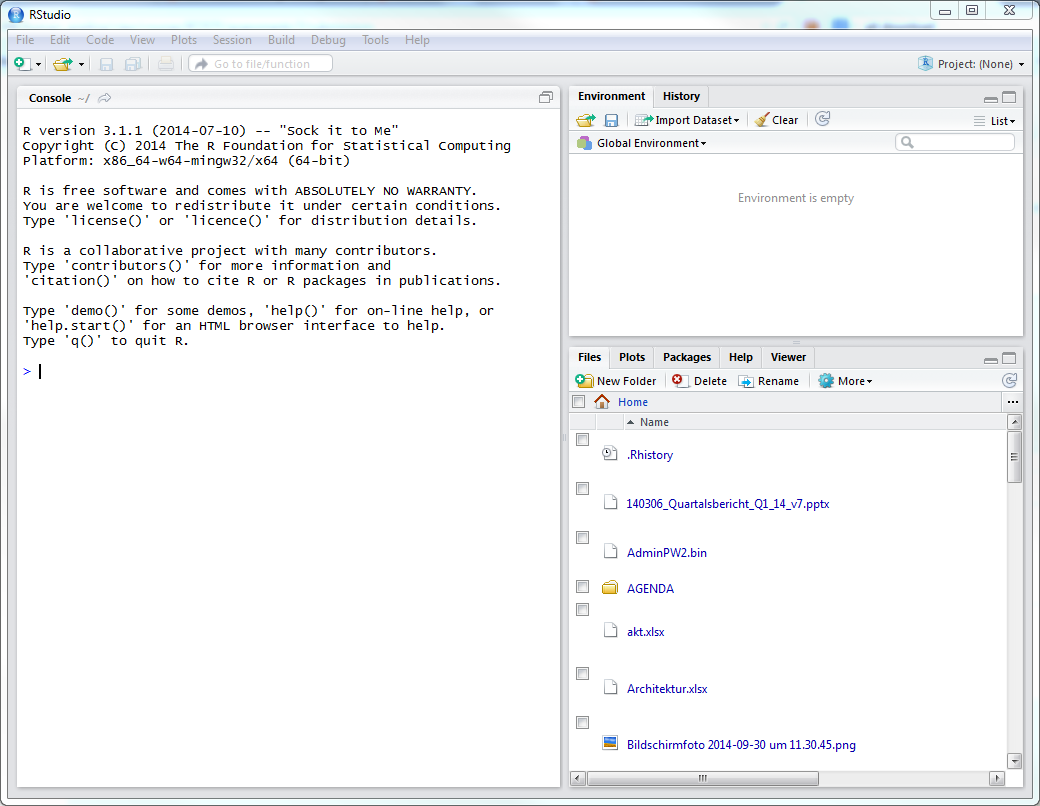 RStudio
File Edit Code View Plots Session Build Debug Tools Help
Go to file/function
Project: (None)
Console ~/
R version 3.1.1 (2014-07-10) -- "Sock it to Me"
Copyright (C) 2014 The R Foundation for Statistical Computing
Platform: x86_64-w64-mingw32/x64 (64-bit)
R is free software and comes with ABSOLUTELY NO WARRANTY.
You are welcome to redistribute it under certain conditions.
Type 'license()' or 'licence()' for distribution details.
R is a collaborative project with many contributors.
Type 'contributors()' for more information and
'citation()' on how to cite R or R packages in publications.
Type 'demo()' for some demos, 'help()' for on-line help, or
'help.start()' for an HTML browser interface to help.
Type 'q()' to quit R.
>
Environment History
Import Dataset Clear List
Global Environment
Environment is empty
Files Plots Packages Help Viewer
New Folder Delete Rename More
Home ...
Name
.Rhistory
140306_Quartalsbericht_Q1_14_v7.pptx
AdminPW2.bin
AGENDA
akt.xlsx
Architektur.xlsx
Bildschirmfoto 2014-09-30 um 11.30.45.png